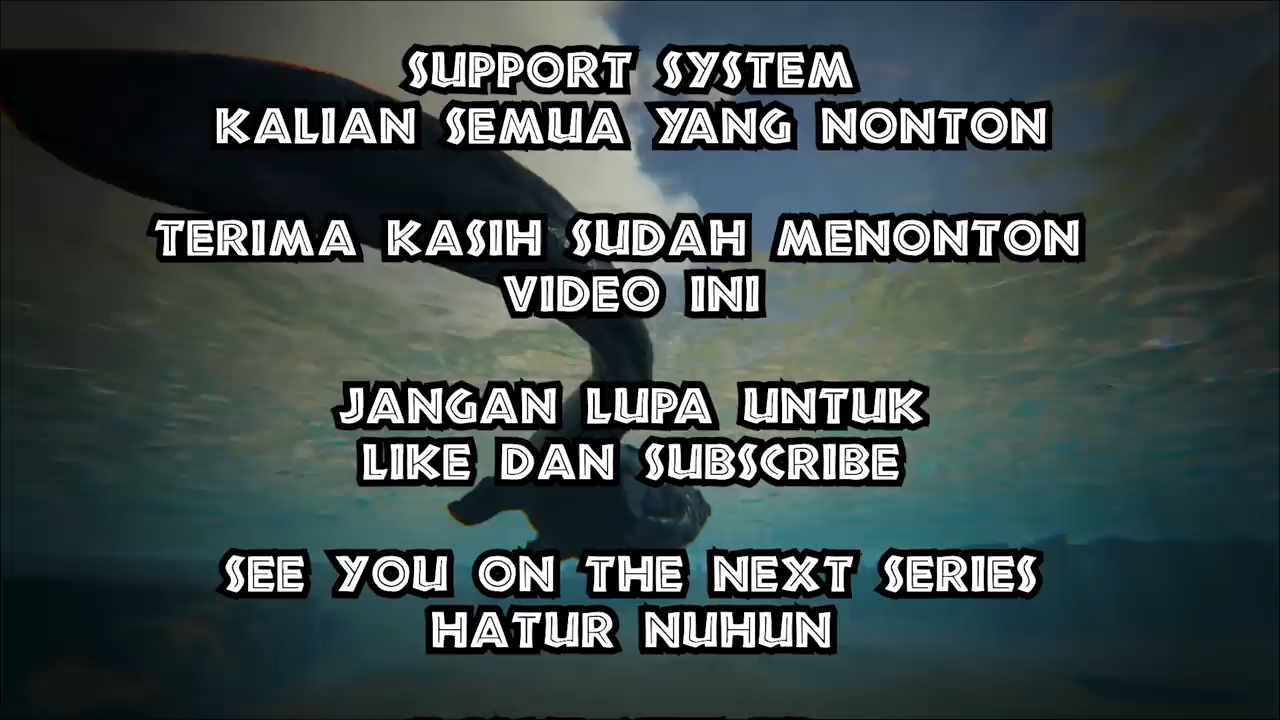 SUPPORT SYSTEM
KALIAN SEMUA YANG NONTON
TERIMA KASIH SUDAH MENONTON
VIDEO INI
JANGAN LUPA UNTUK
LIKE DAN SUBSCRIBE
SEE YOU ON THE NEXT SERIES
HATUR NUHUN